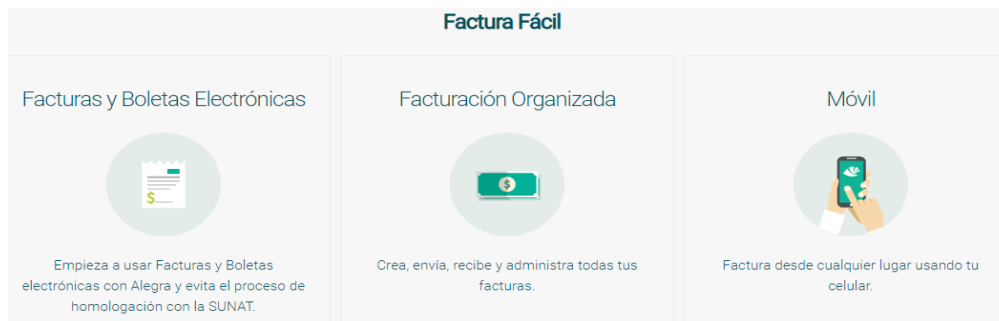 Factura Fácil
Facturas y Boletas Electrónicas
$
Empieza a usar Facturas y Boletas
electrónicas con Alegra y evita el proceso de
homologación con la SUNAT.
Facturación Organizada
$
Crea, envía, recibe y administra todas tus
facturas.
Móvil
Factura desde cualquier lugar usando tu
celular.